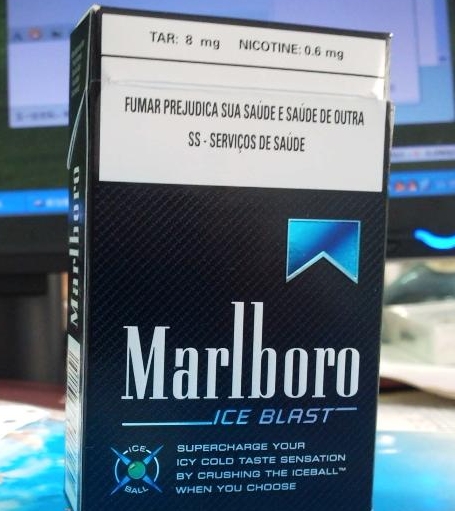 TAR: 8 mg NICOTINE: 0.6 mg
FUMAR PREJUDICA SUA SAÚDE E SAÚDE DE OUTRA
SS - SERVIÇOS DE SAÚDE
Marlboro
Marlboro
ICE BLAST
ICE
BALL
SUPERCHARGE YOUR
ICY COLD TASTE SENSATION
BY CRUSHING THE ICEBALL™
WHEN YOU CHOOSE